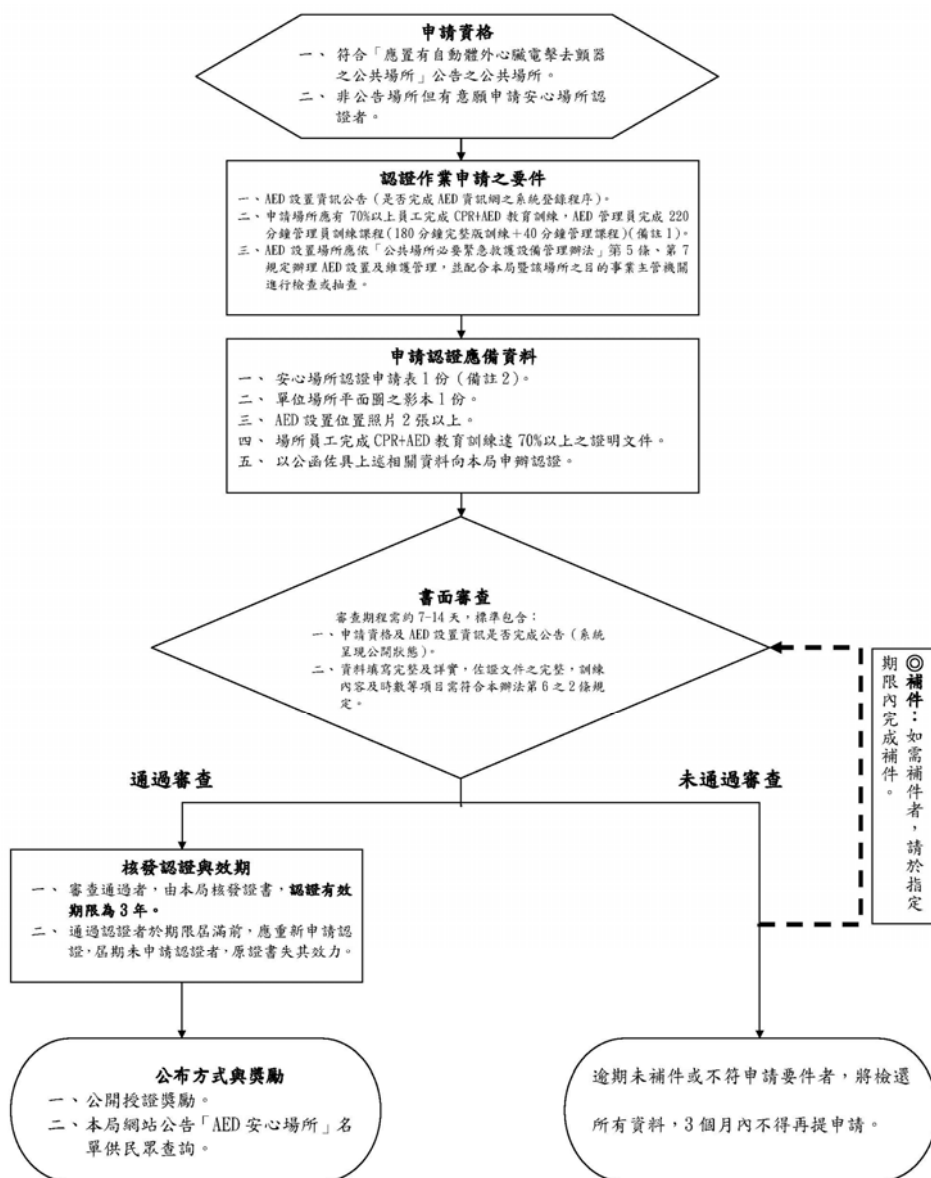 申請資格
一、 符合「應置有自動體外心臟電擊去顫器
之公共場所」公告之公共場所。
二、 非公告場所但有意願申請安心場所認
證者。
認證作業申請之要件
一、AED 設置資訊公告(是否完成 AED 資訊網之系統登錄程序)。
二、申請場所應有 70%以上員工完成 CPR+AED 教育訓練,AED 管理員完成 220
分鐘管理員訓練課程(180 分鐘完整版訓練+40 分鐘管理課程)(備註 1)。
三、AED 設置場所應依「公共場所必要緊急救護設備管理辦法」第 5 條、第 7
規定辦理 AED 設置及維護管理,並配合本局暨該場所之目的事業主管機關
進行檢查或抽查。
申請認證應備資料
一、 安心場所認證申請表 1 份(備註 2)。
二、 單位場所平面圖之影本 1 份。
三、 AED 設置位置照片 2 張以上。
四、 場所員工完成 CPR+AED 教育訓練達 70%以上之證明文件。
五、 以公函佐具上述相關資料向本局申辦認證。
書面審查
審查期程需約 7-14 天,標準包含:
一、申請資格及 AED 設置資訊是否完成公告(系統
呈現公開狀態)。
二、資料填寫完整及詳實,佐證文件之完整,訓練
內容及時數等項目需符合本辦法第 6 之 2 條規
定。
◎補件:如需補件者,請於指定
期限內完成補件。
通過審查
未通過審查
核發認證與效期
一、 審查通過者,由本局核發證書,認證有效
期限為 3 年。
二、 通過認證者於期限屆滿前,應重新申請認
證,屆期未申請認證者,原證書失其效力。
公布方式與獎勵
一、公開授證獎勵。
二、本局網站公告「AED 安心場所」名
單供民眾查詢。
逾期未補件或不符申請要件者,將檢還
所有資料,3 個月內不得再提申請。